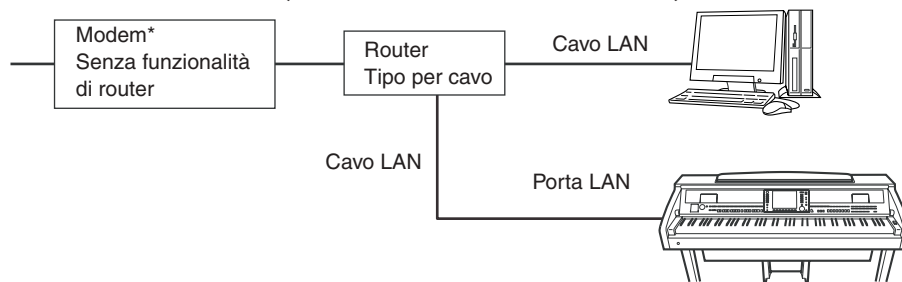 Modem*
Senza funzionalità
di router
Router
Tipo per cavo
Cavo LAN
Cavo LAN
Porta LAN